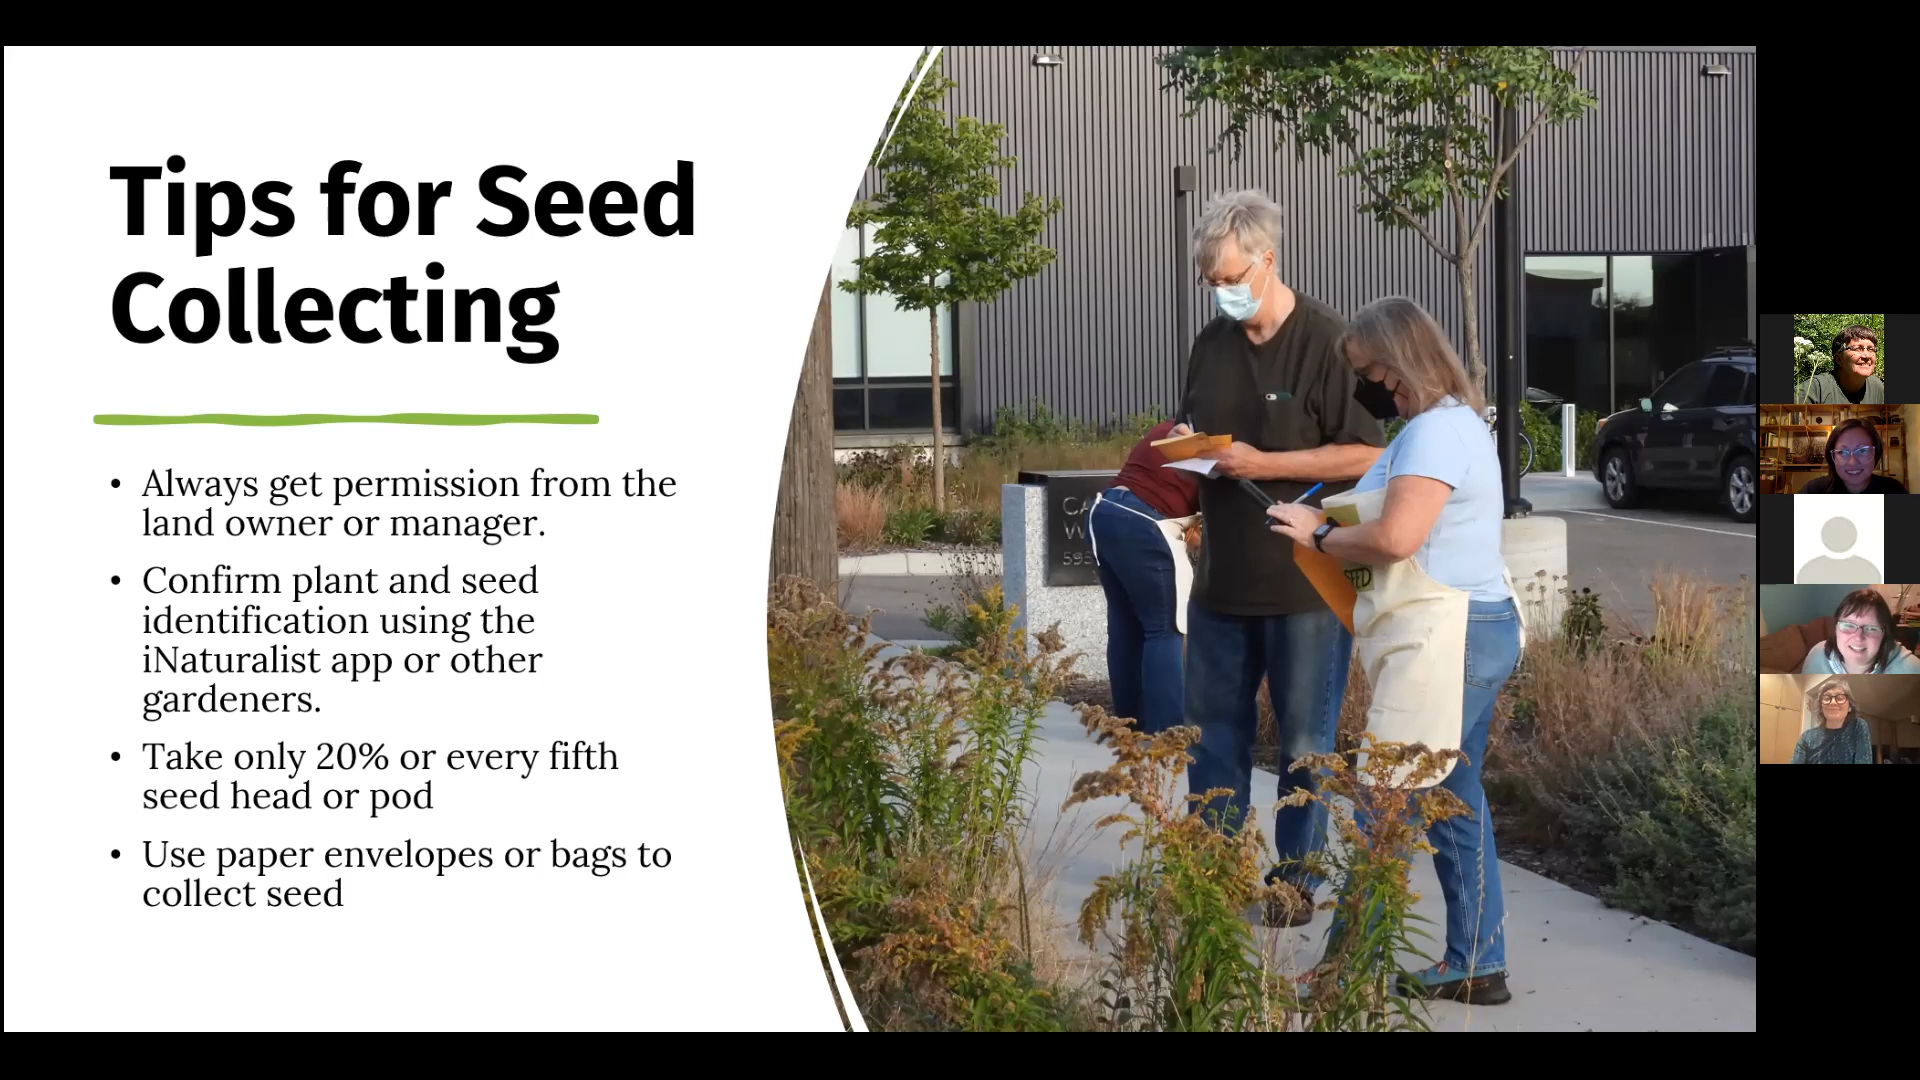 Tips for Seed
Collecting
• Always get permission from the
land owner or manager.
• Confirm plant and seed
identification using the
iNaturalist app or other
gardeners.
• Take only 20% or every fifth
seed head or pod
• Use paper envelopes or bags to
collect seed
SEED